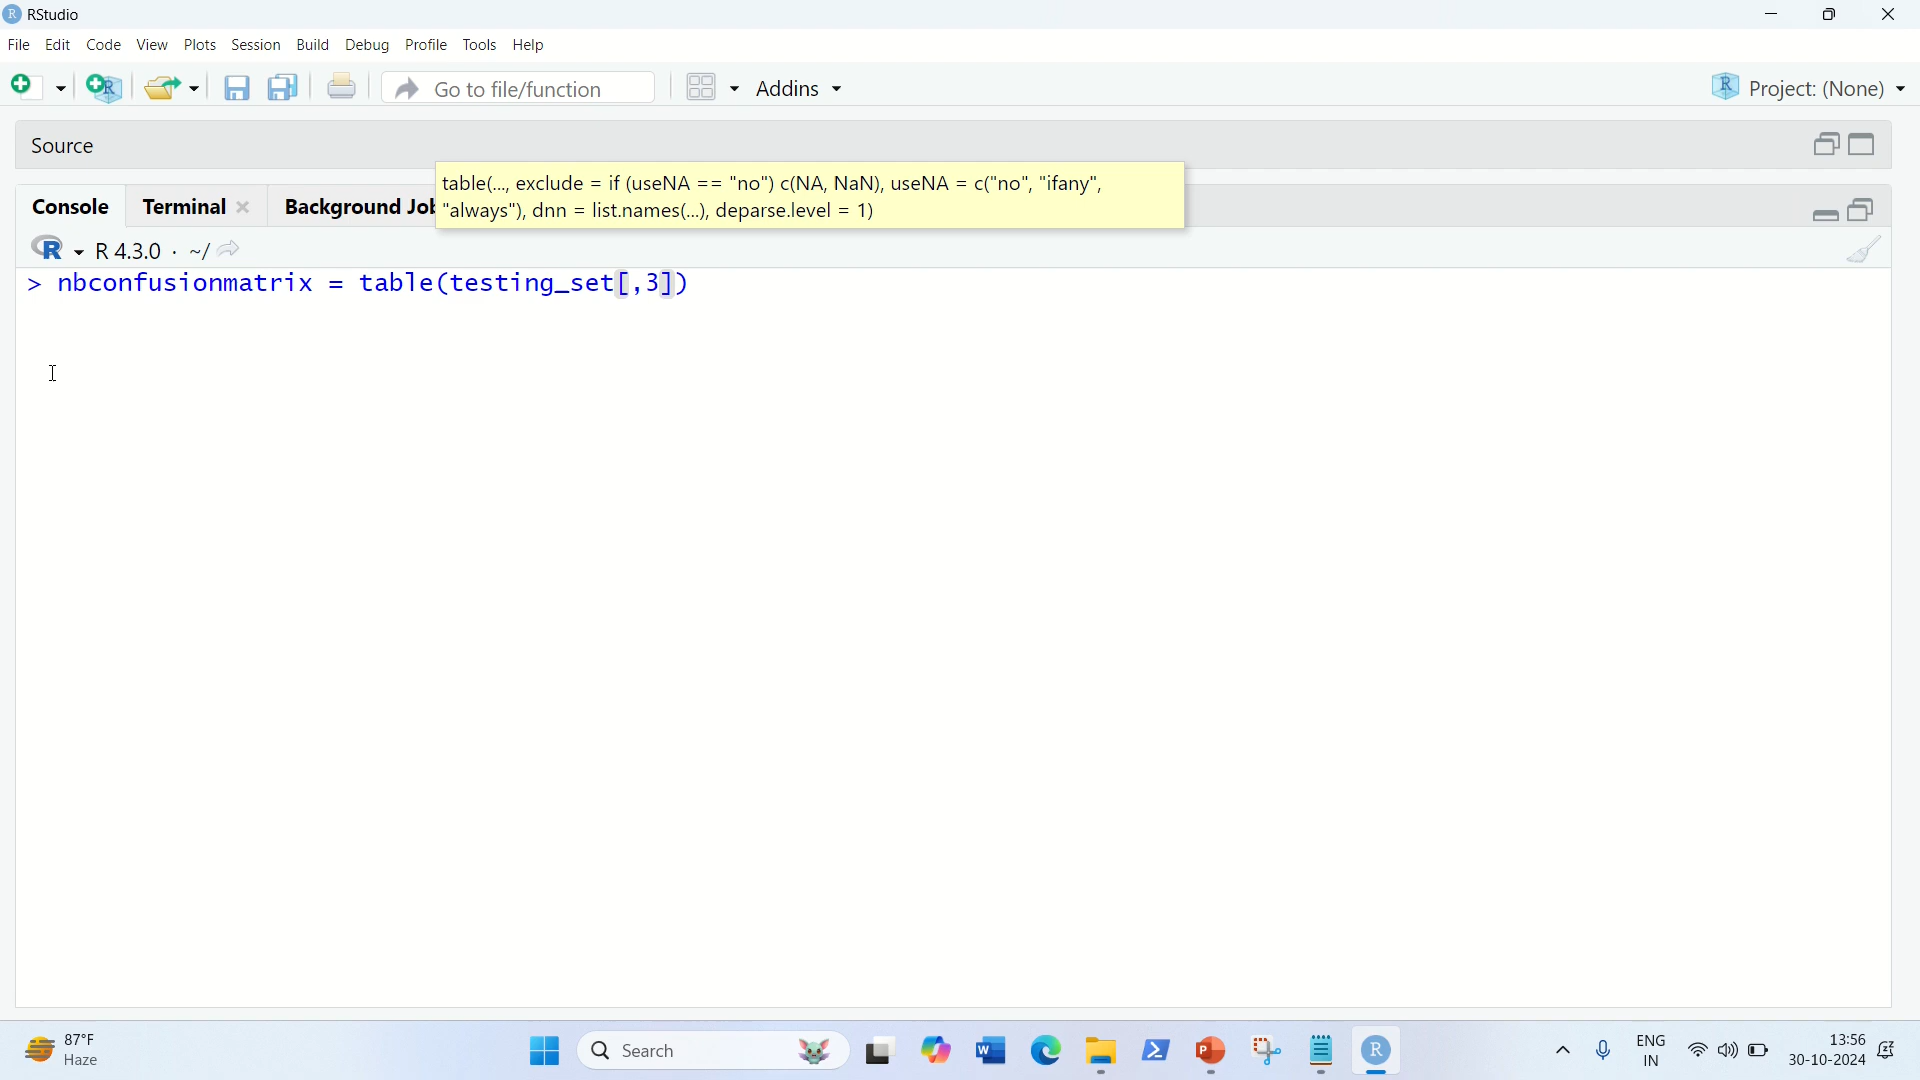 RStudio
File Edit Code View Plots Session Build Debug Profile Tools Help
Go to file/function Addins Project: (None)
Source
table(..., exclude = if (useNA == "no") c(NA, NaN), useNA = c("no", "ifany",
"always"), dnn = list.names(...), deparse.level = 1)
Console Terminal Background Job
R 4.3.0 · ~/
> nbconfusionmatrix = table(testing_set[,3])
87°F
Haze
Search
ENG
IN
13:56
30-10-2024